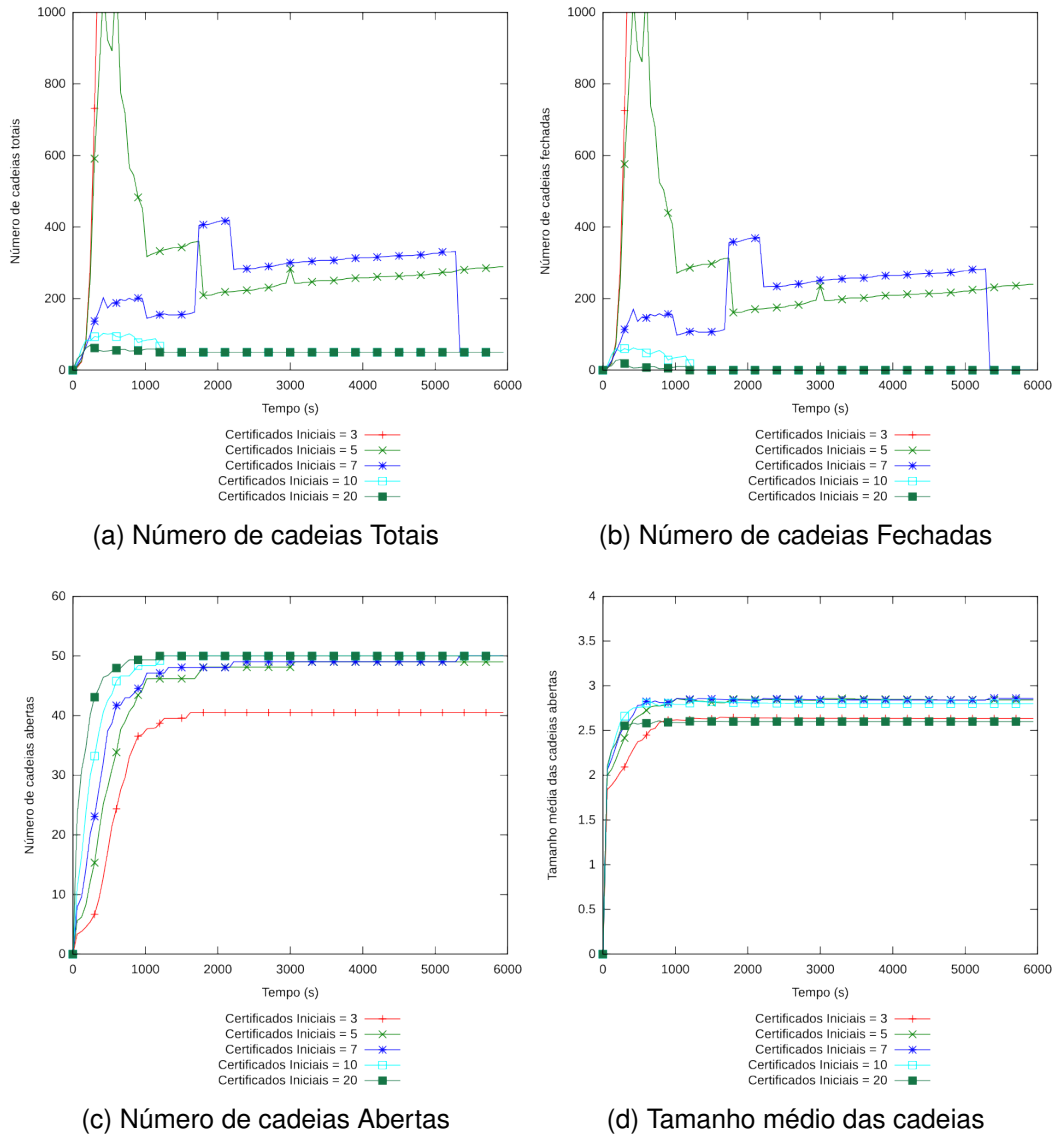 1000
800
600
400
200
0
Número de cadeias totais
0 1000 2000 3000 4000 5000 6000
Tempo (s)
Certificados Iniciais = 3
Certificados Iniciais = 5
Certificados Iniciais = 7
Certificados Iniciais = 10
Certificados Iniciais = 20
(a) Número de cadeias Totais
1000
800
600
400
200
0
Número de cadeias fechadas
0 1000 2000 3000 4000 5000 6000
Tempo (s)
Certificados Iniciais = 3
Certificados Iniciais = 5
Certificados Iniciais = 7
Certificados Iniciais = 10
Certificados Iniciais = 20
(b) Número de cadeias Fechadas
60
50
40
30
20
10
0
Número de cadeias abertas
0 1000 2000 3000 4000 5000 6000
Tempo (s)
Certificados Iniciais = 3
Certificados Iniciais = 5
Certificados Iniciais = 7
Certificados Iniciais = 10
Certificados Iniciais = 20
(c) Número de cadeias Abertas
4
3.5
3
2.5
2
1.5
1
0.5
0
Tamanho média das cadeias abertas
0 1000 2000 3000 4000 5000 6000
Tempo (s)
Certificados Iniciais = 3
Certificados Iniciais = 5
Certificados Iniciais = 7
Certificados Iniciais = 10
Certificados Iniciais = 20
(d) Tamanho médio das cadeias